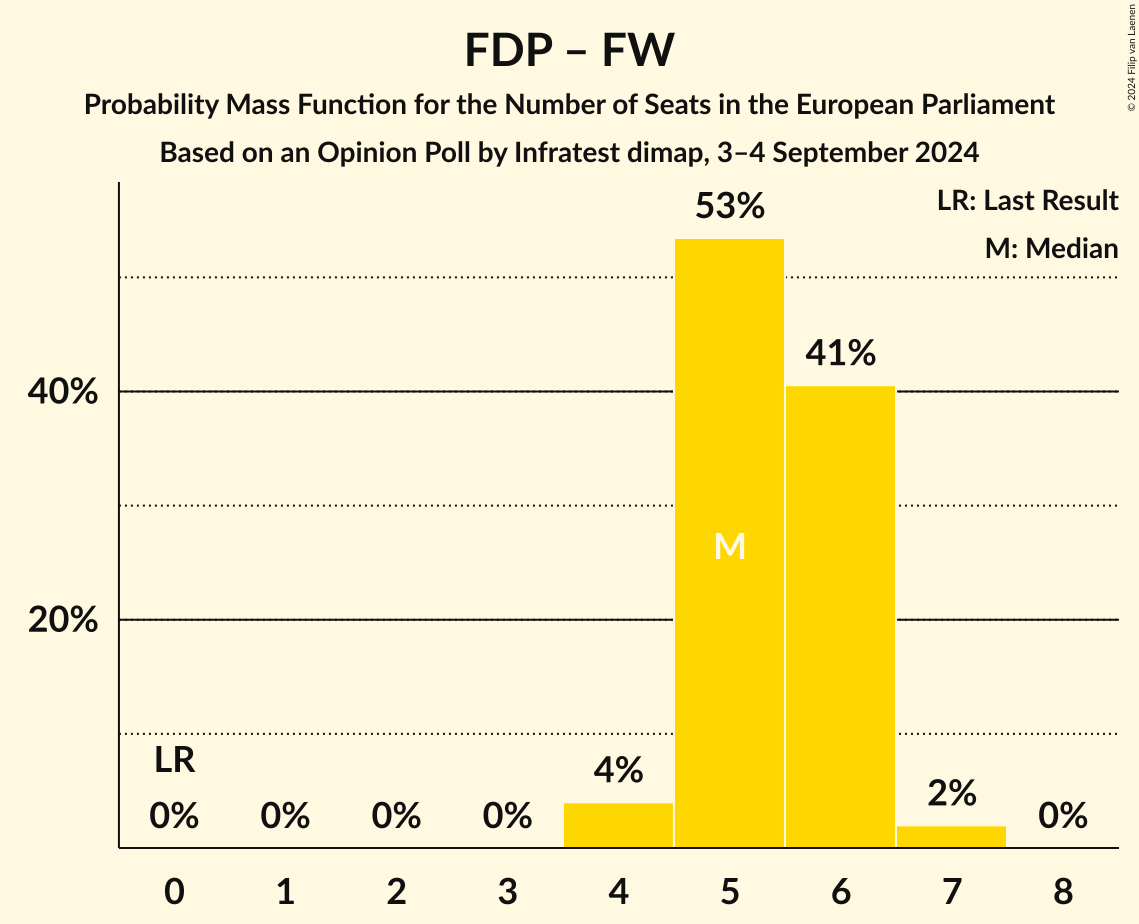 FDP – FW
Probability Mass Function for the Number of Seats in the European Parliament
Based on an Opinion Poll by Infratest dimap, 3–4 September 2024
© 2024 Filip van Laenen
LR: Last Result
M: Median
53%
41%
40%
M
20%
LR
4%
2%
0% 0% 0% 0% 0%
0 1 2 3 4 5 6 7 8